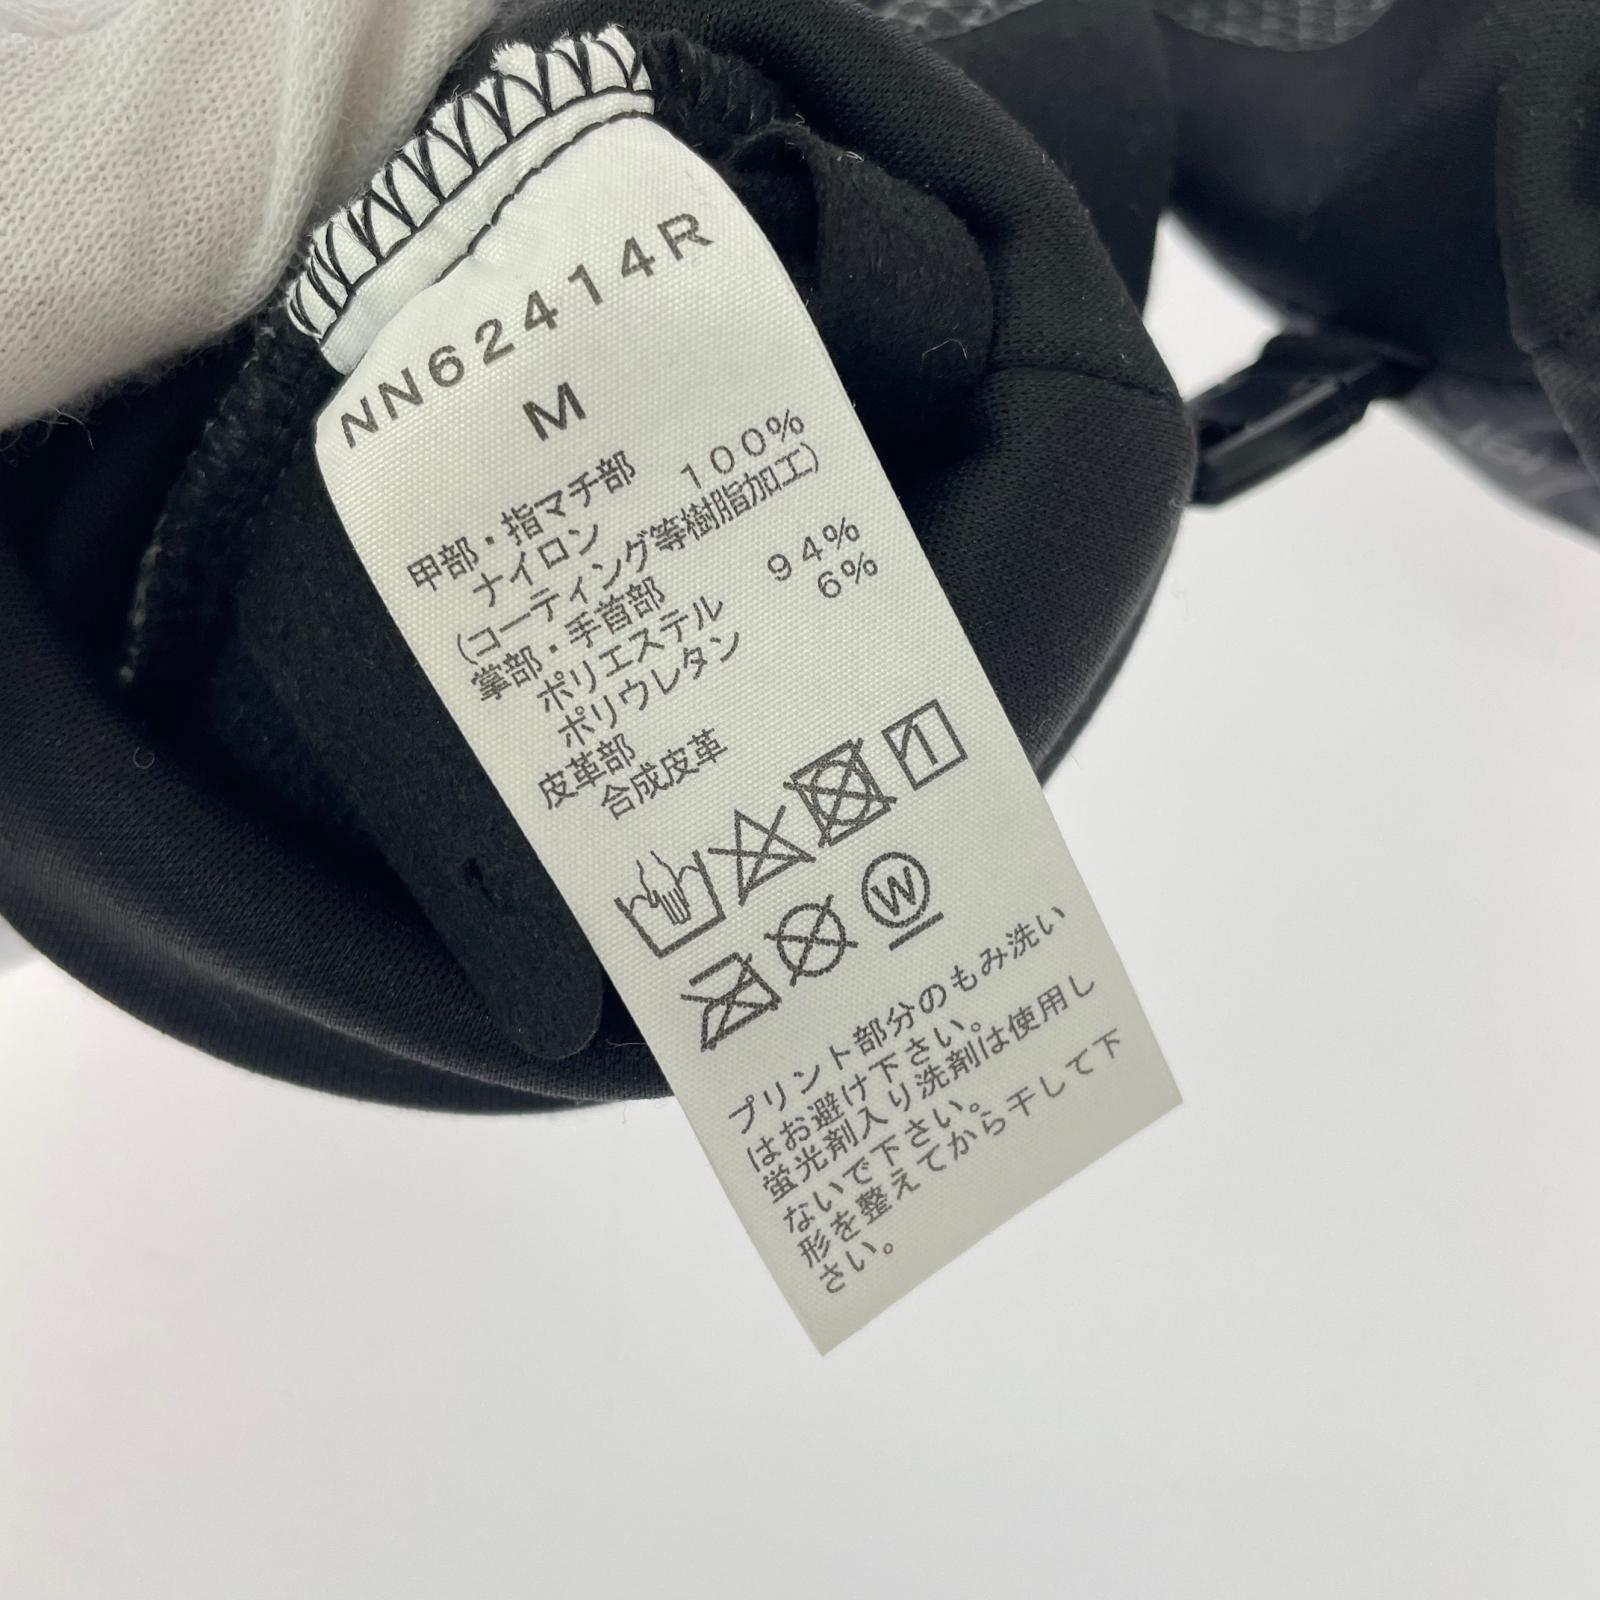 NN62414R
M
甲部・指マチ部
ナイロン 100%
(コーティング等樹脂加工)
掌部・手首部
ポリエステル 94%
ポリウレタン 6%
皮革部
合成皮革
W
プリント部分のもみ洗い
はお避け下さい。
蛍光剤入り洗剤は使用し
ないで下さい。
形を整えてから干して下
さい。